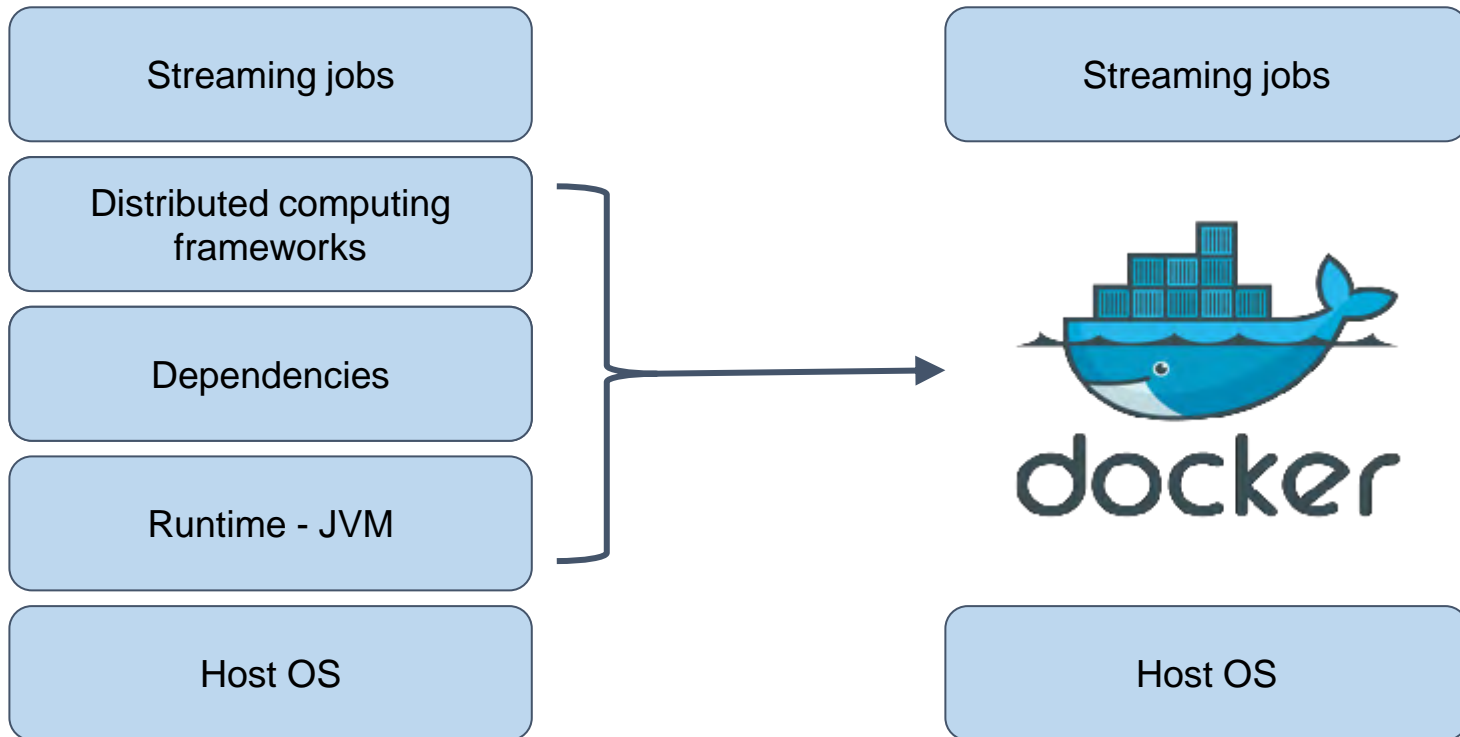 Streaming jobs
Distributed computing
frameworks
Dependencies
Runtime - JVM
Host OS
Streaming jobs
docker
Host OS